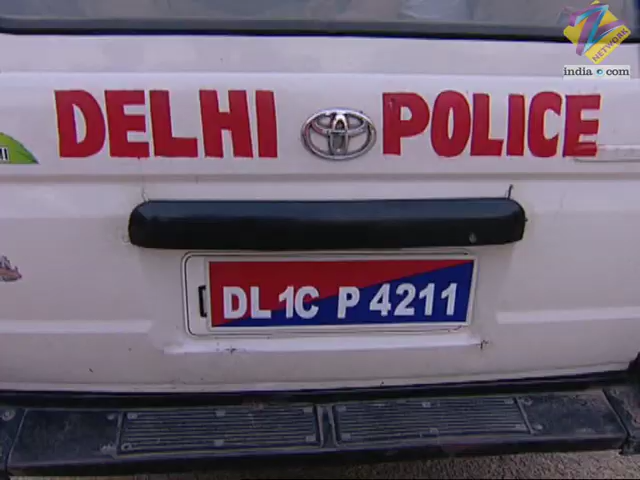 Z
NETWORK
india.com
DELHI POLICE
DL 1C P 4211